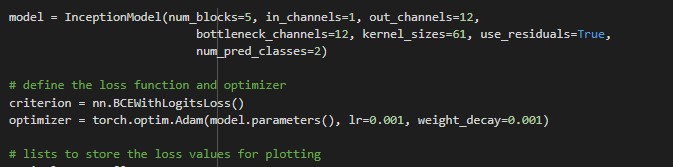 model = InceptionModel(num_blocks=5, in_channels=1, out_channels=12,
bottleneck_channels=12, kernel_sizes=61, use_residuals=True,
num_pred_classes=2)
# define the loss function and optimizer
criterion = nn.BCEWithLogitsLoss()
optimizer = torch.optim.Adam(model.parameters(), lr=0.001, weight_decay=0.001)
# lists to store the loss values for plotting